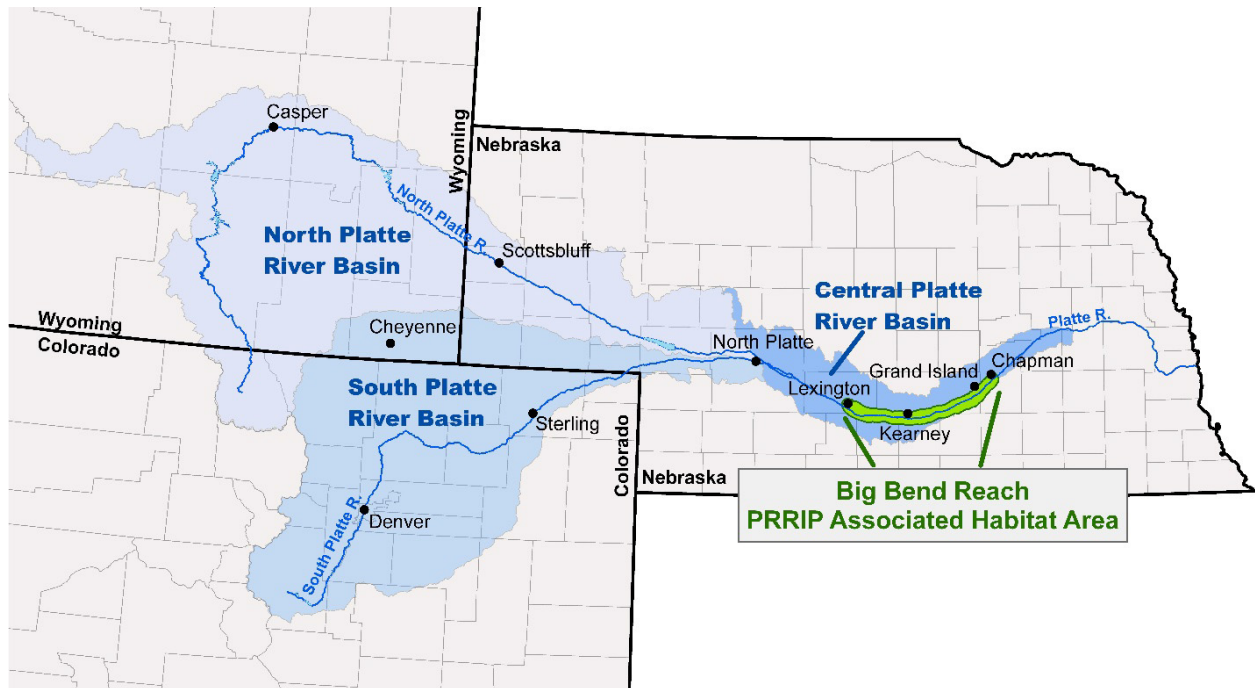 Casper
Wyoming
Nebraska
North Platte R.
North Platte
River Basin
Scottsbluff
Central Platte
River Basin
Platte R.
Wyoming
Colorado
Cheyenne
North Platte
Grand Island
Chapman
Lexington
South Platte
River Basin
Sterling
Kearney
Colorado
Nebraska
Denver
South Platte R.
Big Bend Reach
PRRIP Associated Habitat Area